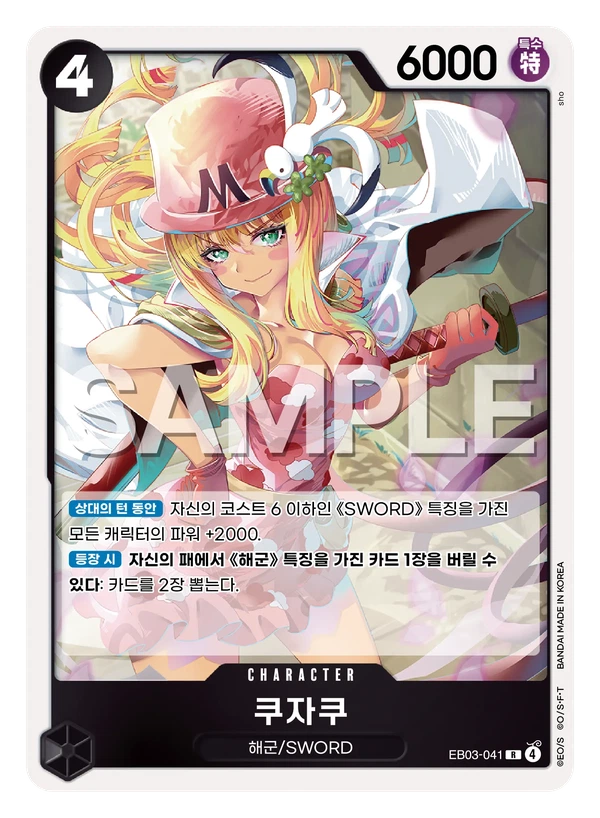 4
6000
특수
特
sho
M
SAMPLE
상대의 턴 동안 자신의 코스트 6 이하인 《SWORD》 특징을 가진
모든 캐릭터의 파워 +2000.
등장 시 자신의 패에서 《해군》 특징을 가진 카드 1장을 버릴 수
있다: 카드를 2장 뽑는다.
CHARACTER
쿠자쿠
해군/SWORD
EB03-041 R 4
©EO/S ©O/S·F·T BANDAI MADE IN KOREA